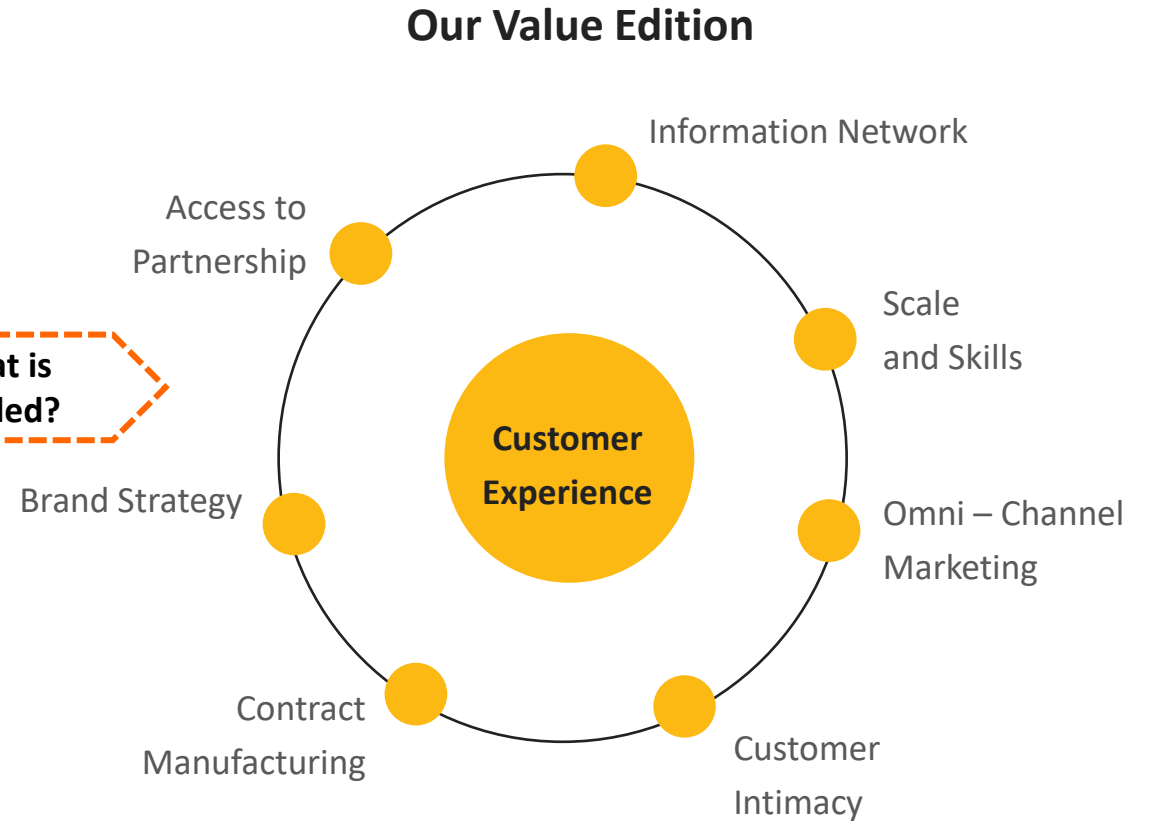 Our Value Edition
Information Network
Access to
Partnership
Scale
and Skills
is
Customer
Experience
Brand Strategy
Omni – Channel
Marketing
Contract
Manufacturing
Customer
Intimacy